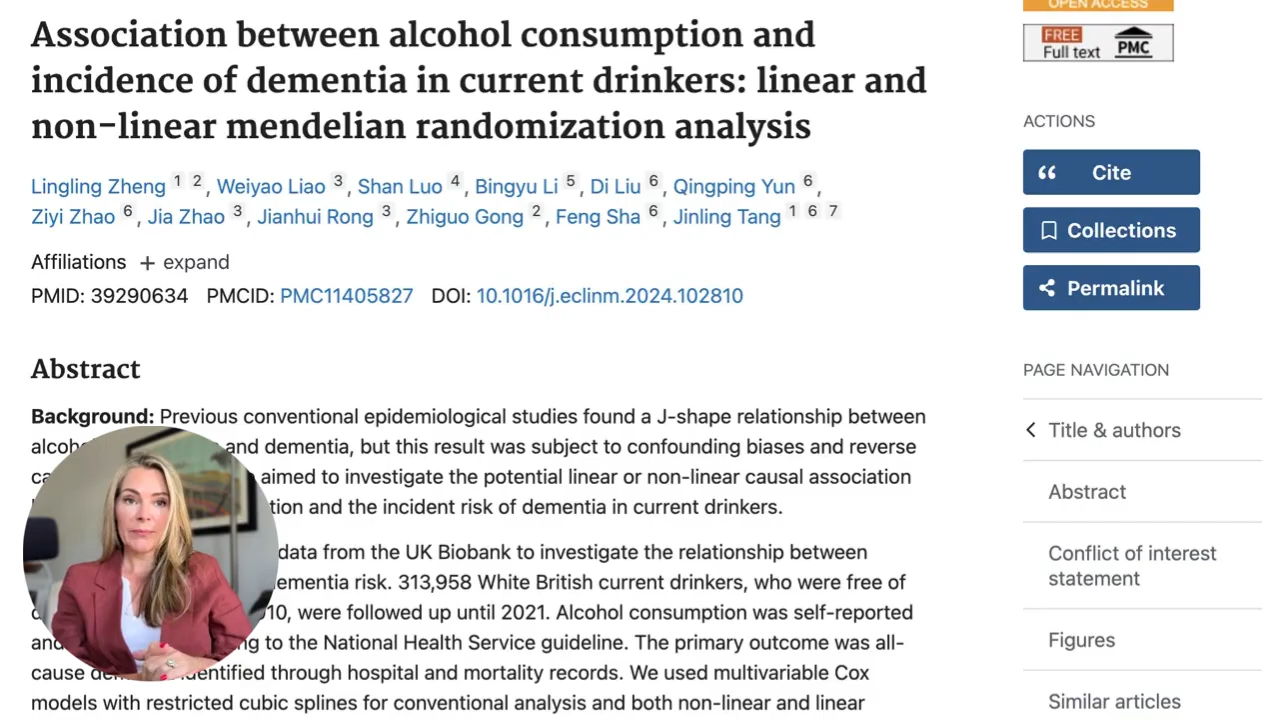 Association between alcohol consumption and
incidence of dementia in current drinkers: linear and
non-linear mendelian randomization analysis
Lingling Zheng 1 2, Weiyao Liao 3, Shan Luo 4, Bingyu Li 5, Di Liu 6, Qingping Yun 6,
Ziyi Zhao 6, Jia Zhao 3, Jianhui Rong 3, Zhiguo Gong 2, Feng Sha 6, Jinling Tang 1 6 7
Affiliations + expand
PMID: 39290634 PMCID: PMC11405827 DOI: 10.1016/j.eclinm.2024.102810
Abstract
Background: Previous conventional epidemiological studies found a J-shape relationship between
and dementia, but this result was subject to confounding biases and reverse
aimed to investigate the potential linear or non-linear causal association
and the incident risk of dementia in current drinkers.
data from the UK Biobank to investigate the relationship between
risk. 313,958 White British current drinkers, who were free of
were followed up until 2021. Alcohol consumption was self-reported
to the National Health Service guideline. The primary outcome was all-
cause identified through hospital and mortality records. We used multivariable Cox
models with restricted cubic splines for conventional analysis and both non-linear and linear
OPEN ACCESS
FREE
Full text PMC
ACTIONS
Cite
Collections
Permalink
PAGE NAVIGATION
Title & authors
Abstract
Conflict of interest
statement
Figures
Similar articles